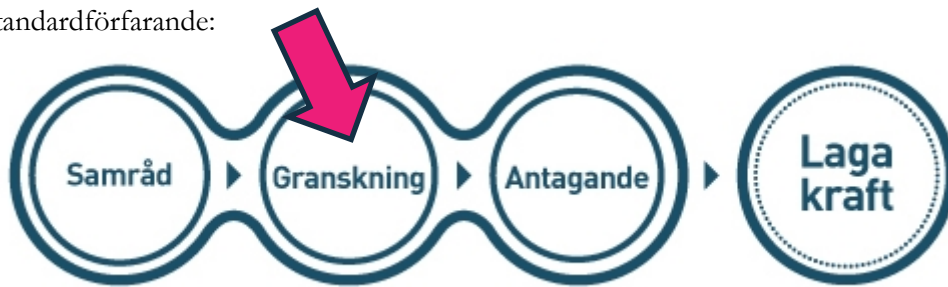 tandardförfarande:
Samråd
Granskning
Antagande
Laga
kraft